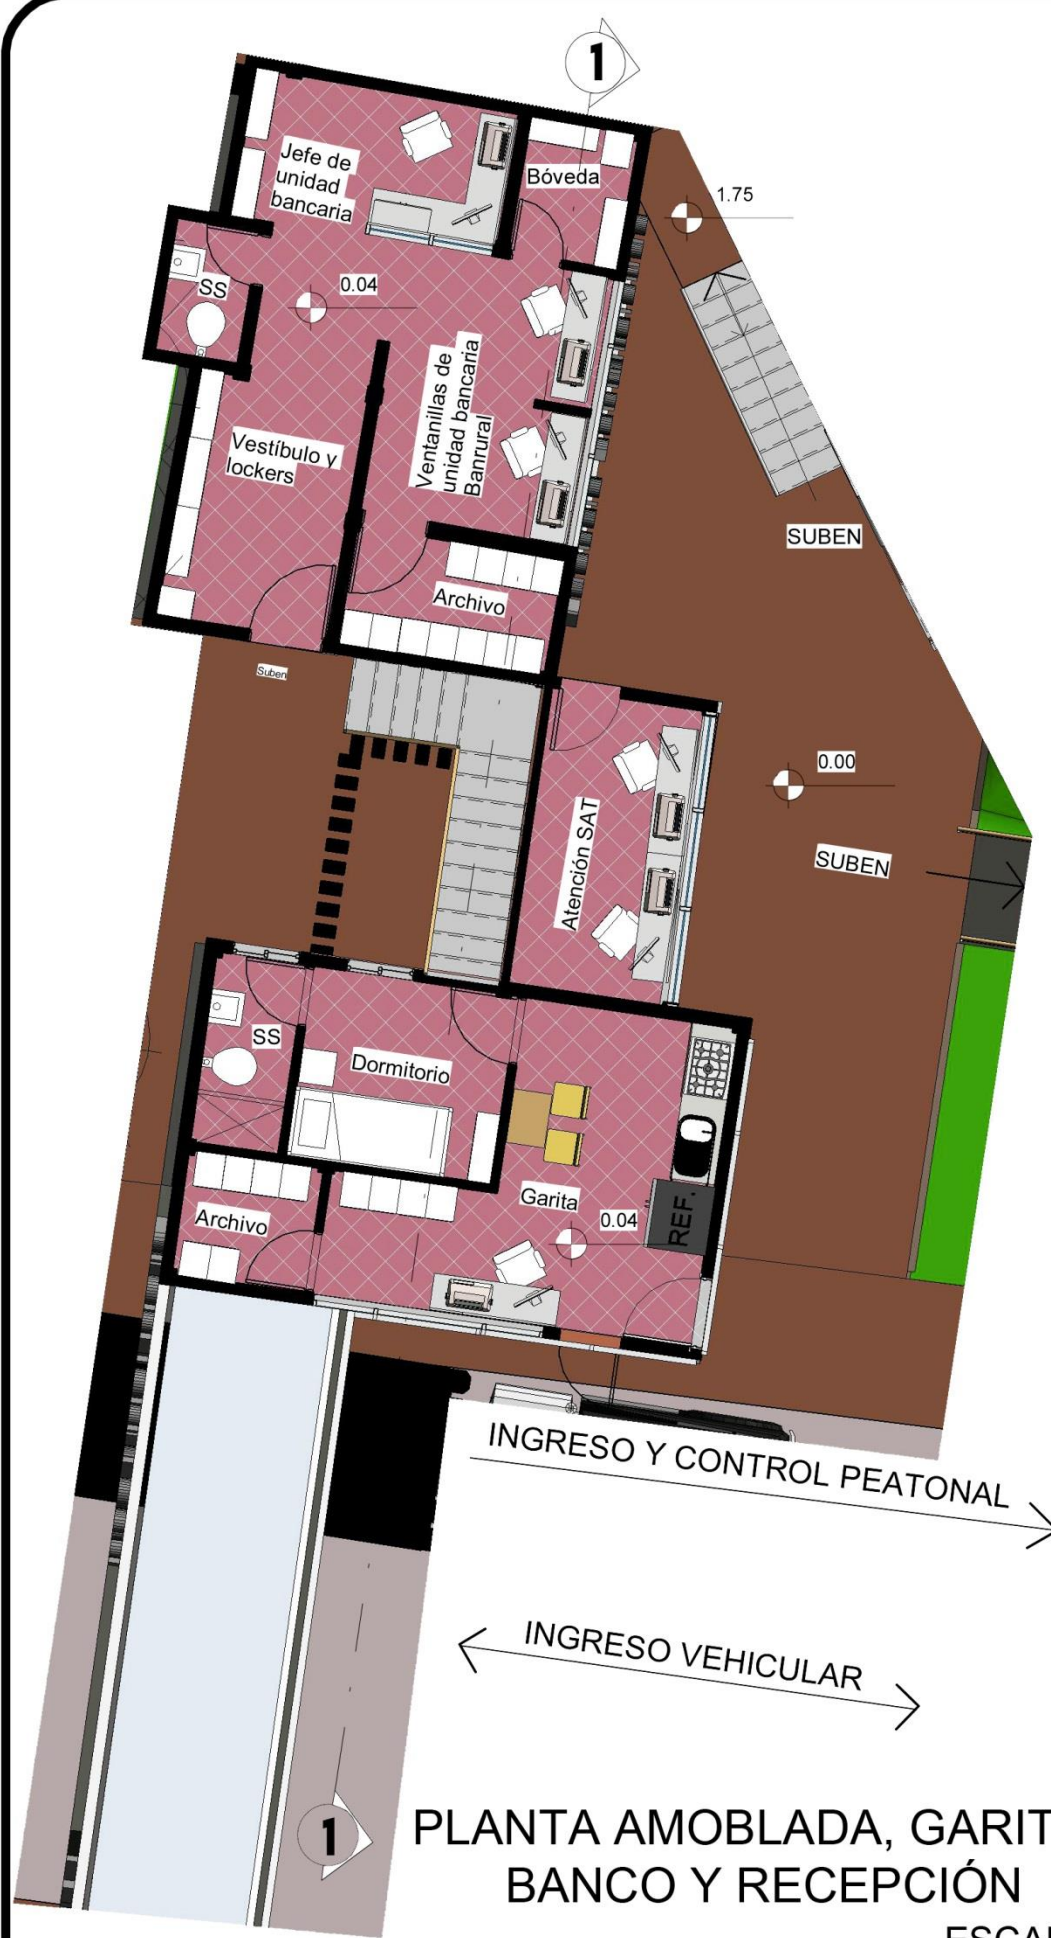 1
Jefe de
unidad
bancaria
Bóveda
1.75
SS
0.04
Ventanillas de
unidad bancaria
Banrural
Vestíbulo y
lockers
SUBEN
Archivo
Suben
0.00
Atención SAT
SUBEN
SS
Dormitorio
Garita
0.04
REF.
Archivo
INGRESO Y CONTROL PEATONAL
INGRESO VEHICULAR
1
PLANTA AMOBLADA, GARIT
BANCO Y RECEPCIÓN